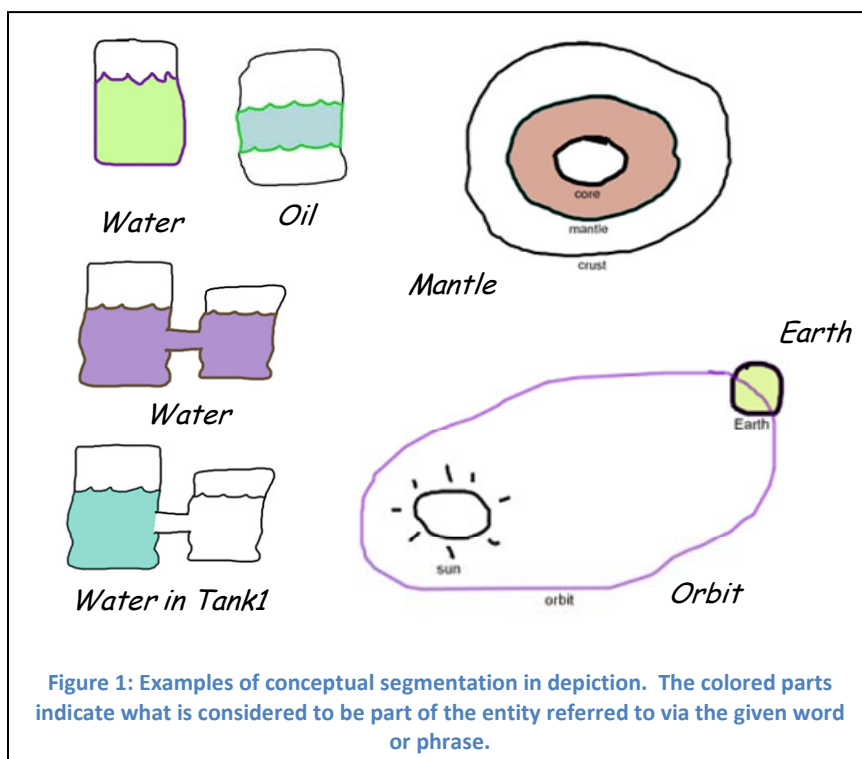 Water
Oil
core
mantle
crust
Mantle
Water
Earth
Earth
sun
orbit
Orbit
Water in Tank1
Figure 1: Examples of conceptual segmentation in depiction. The colored parts
indicate what is considered to be part of the entity referred to via the given word
or phrase.